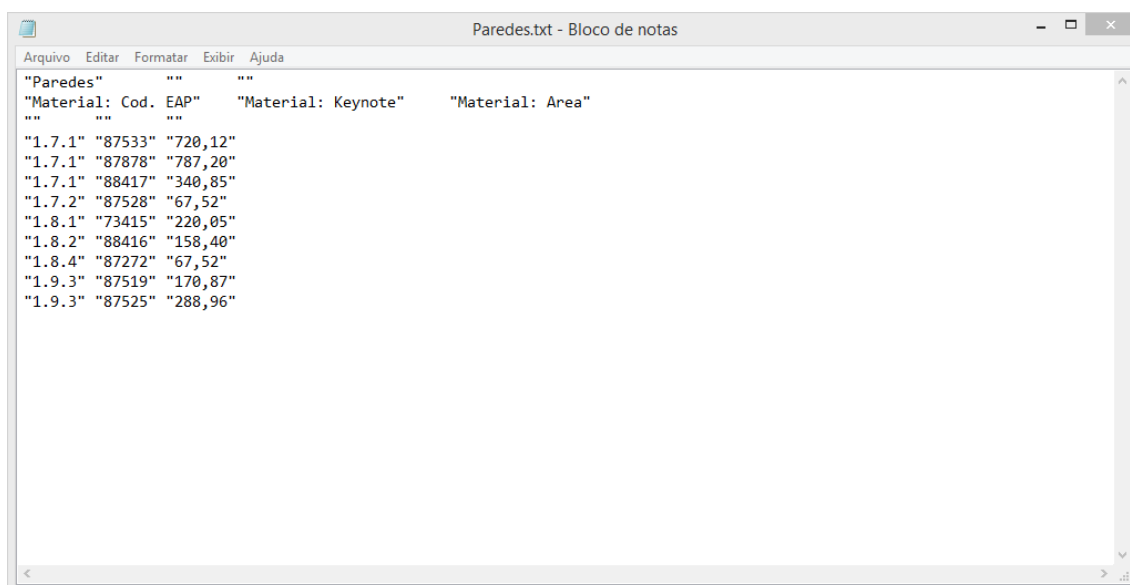 Paredes.txt - Bloco de notas
Arquivo Editar Formatar Exibir Ajuda
"Paredes" "" ""
"Material: Cod. EAP" "Material: Keynote" "Material: Area"
"" "" ""
"1.7.1" "87533" "720,12"
"1.7.1" "87878" "787,20"
"1.7.1" "88417" "340,85"
"1.7.2" "87528" "67,52"
"1.8.1" "73415" "220,05"
"1.8.2" "88416" "158,40"
"1.8.4" "87272" "67,52"
"1.9.3" "87519" "170,87"
"1.9.3" "87525" "288,96"